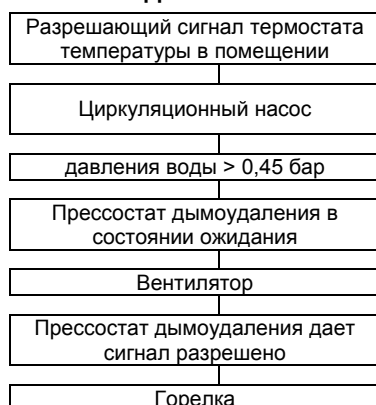 Разрешающий сигнал термостата
температуры в помещении
Циркуляционный насос
давления воды > 0,45 бар
Прессостат дымоудаления в
состоянии ожидания
Вентилятор
Прессостат дымоудаления дает
сигнал разрешено
Горелка